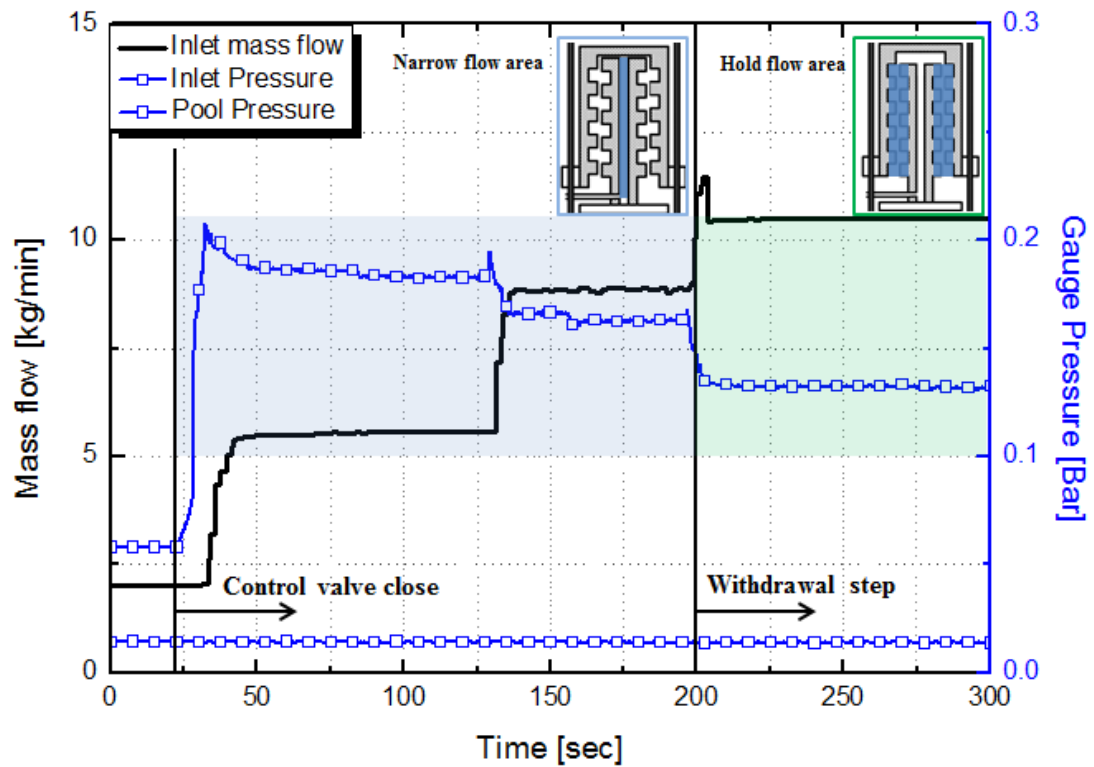 15
0.3
Inlet mass flow
Inlet Pressure
Pool Pressure
Narrow flow area
Hold flow area
10
0.2
Mass flow [kg/min]
Gauge Pressure [Bar]
5
0.1
Control valve close
Withdrawal step
0
0.0
0 50 100 150 200 250 300
Time [sec]